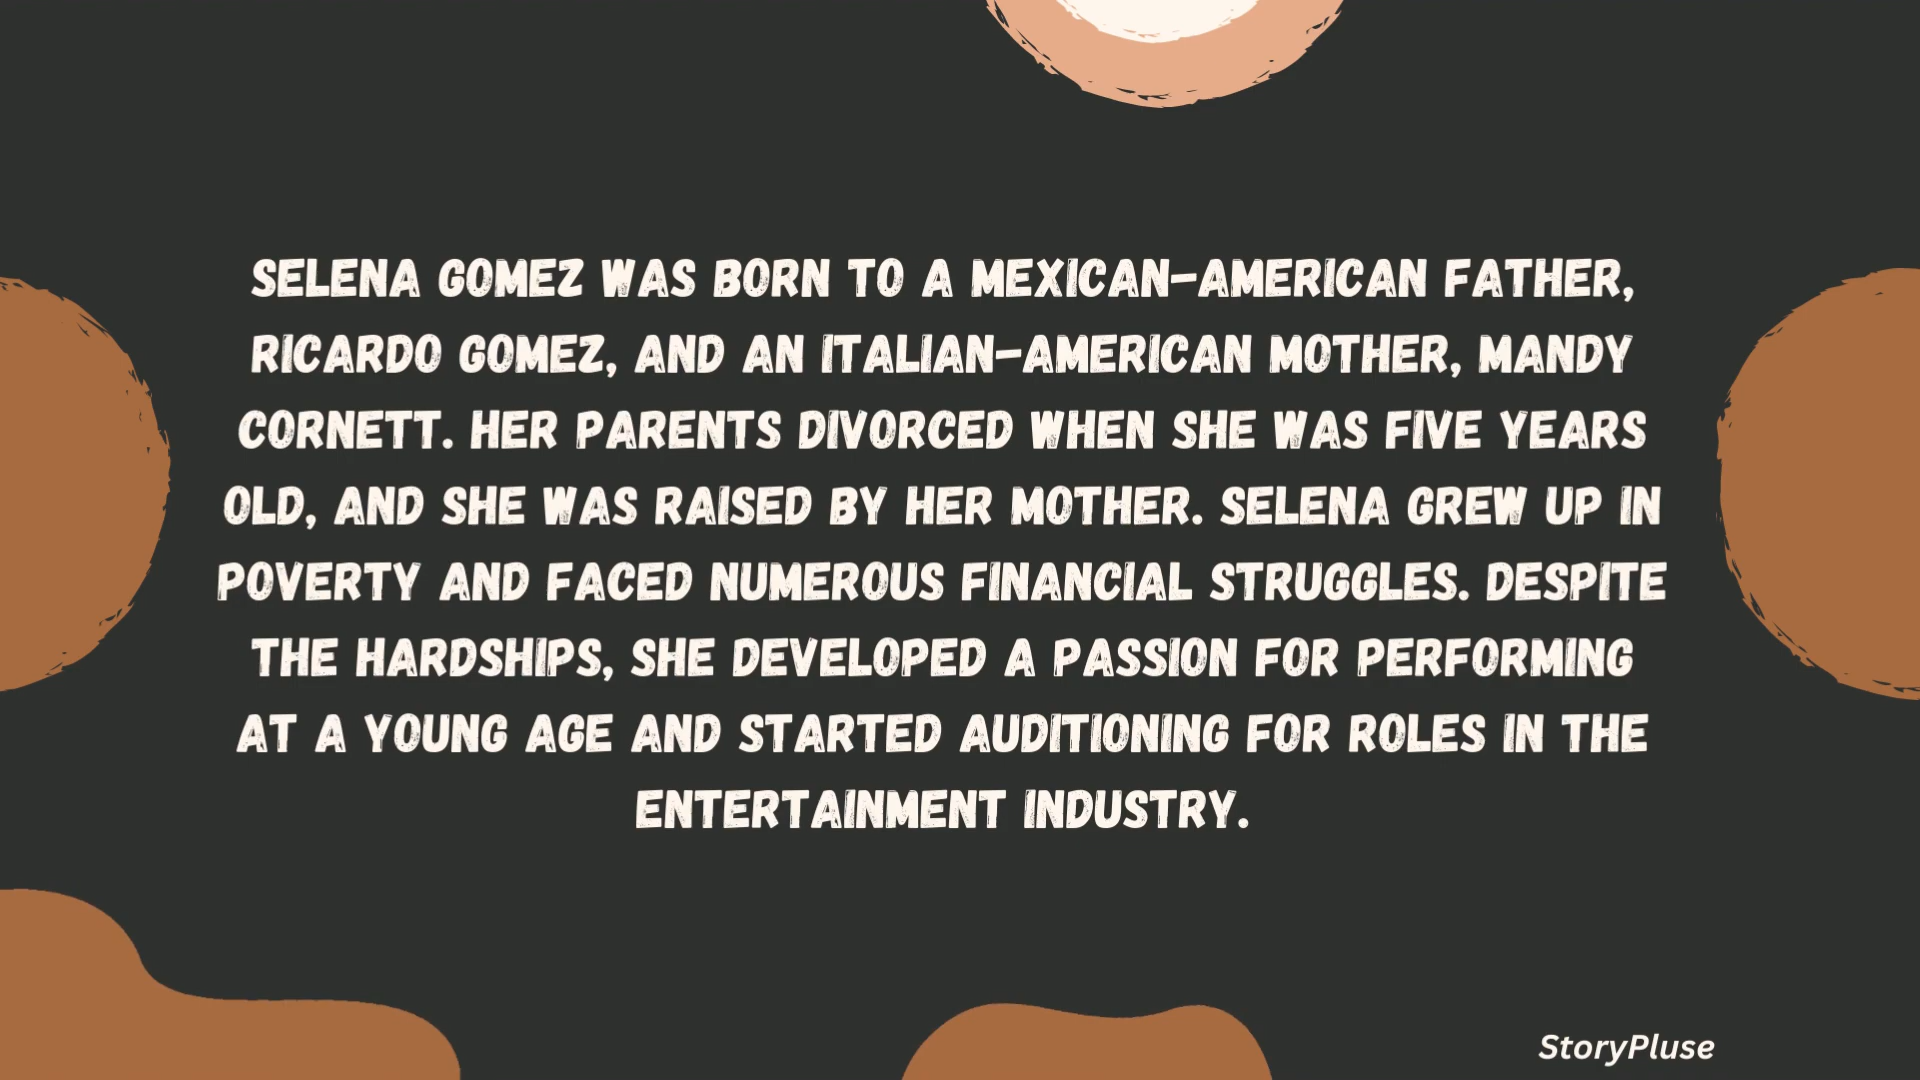 SELENA GOMEZ WAS BORN TO A MEXICAN-AMERICAN FATHER,
RICARDO GOMEZ, AND AN ITALIAN-AMERICAN MOTHER, MANDY
CORNETT. HER PARENTS DIVORCED WHEN SHE WAS FIVE YEARS
OLD, AND SHE WAS RAISED BY HER MOTHER. SELENA GREW UP IN
POVERTY AND FACED NUMEROUS FINANCIAL STRUGGLES. DESPITE
THE HARDSHIPS, SHE DEVELOPED A PASSION FOR PERFORMING
AT A YOUNG AGE AND STARTED AUDITIONING FOR ROLES IN THE
ENTERTAINMENT INDUSTRY.
StoryPluse